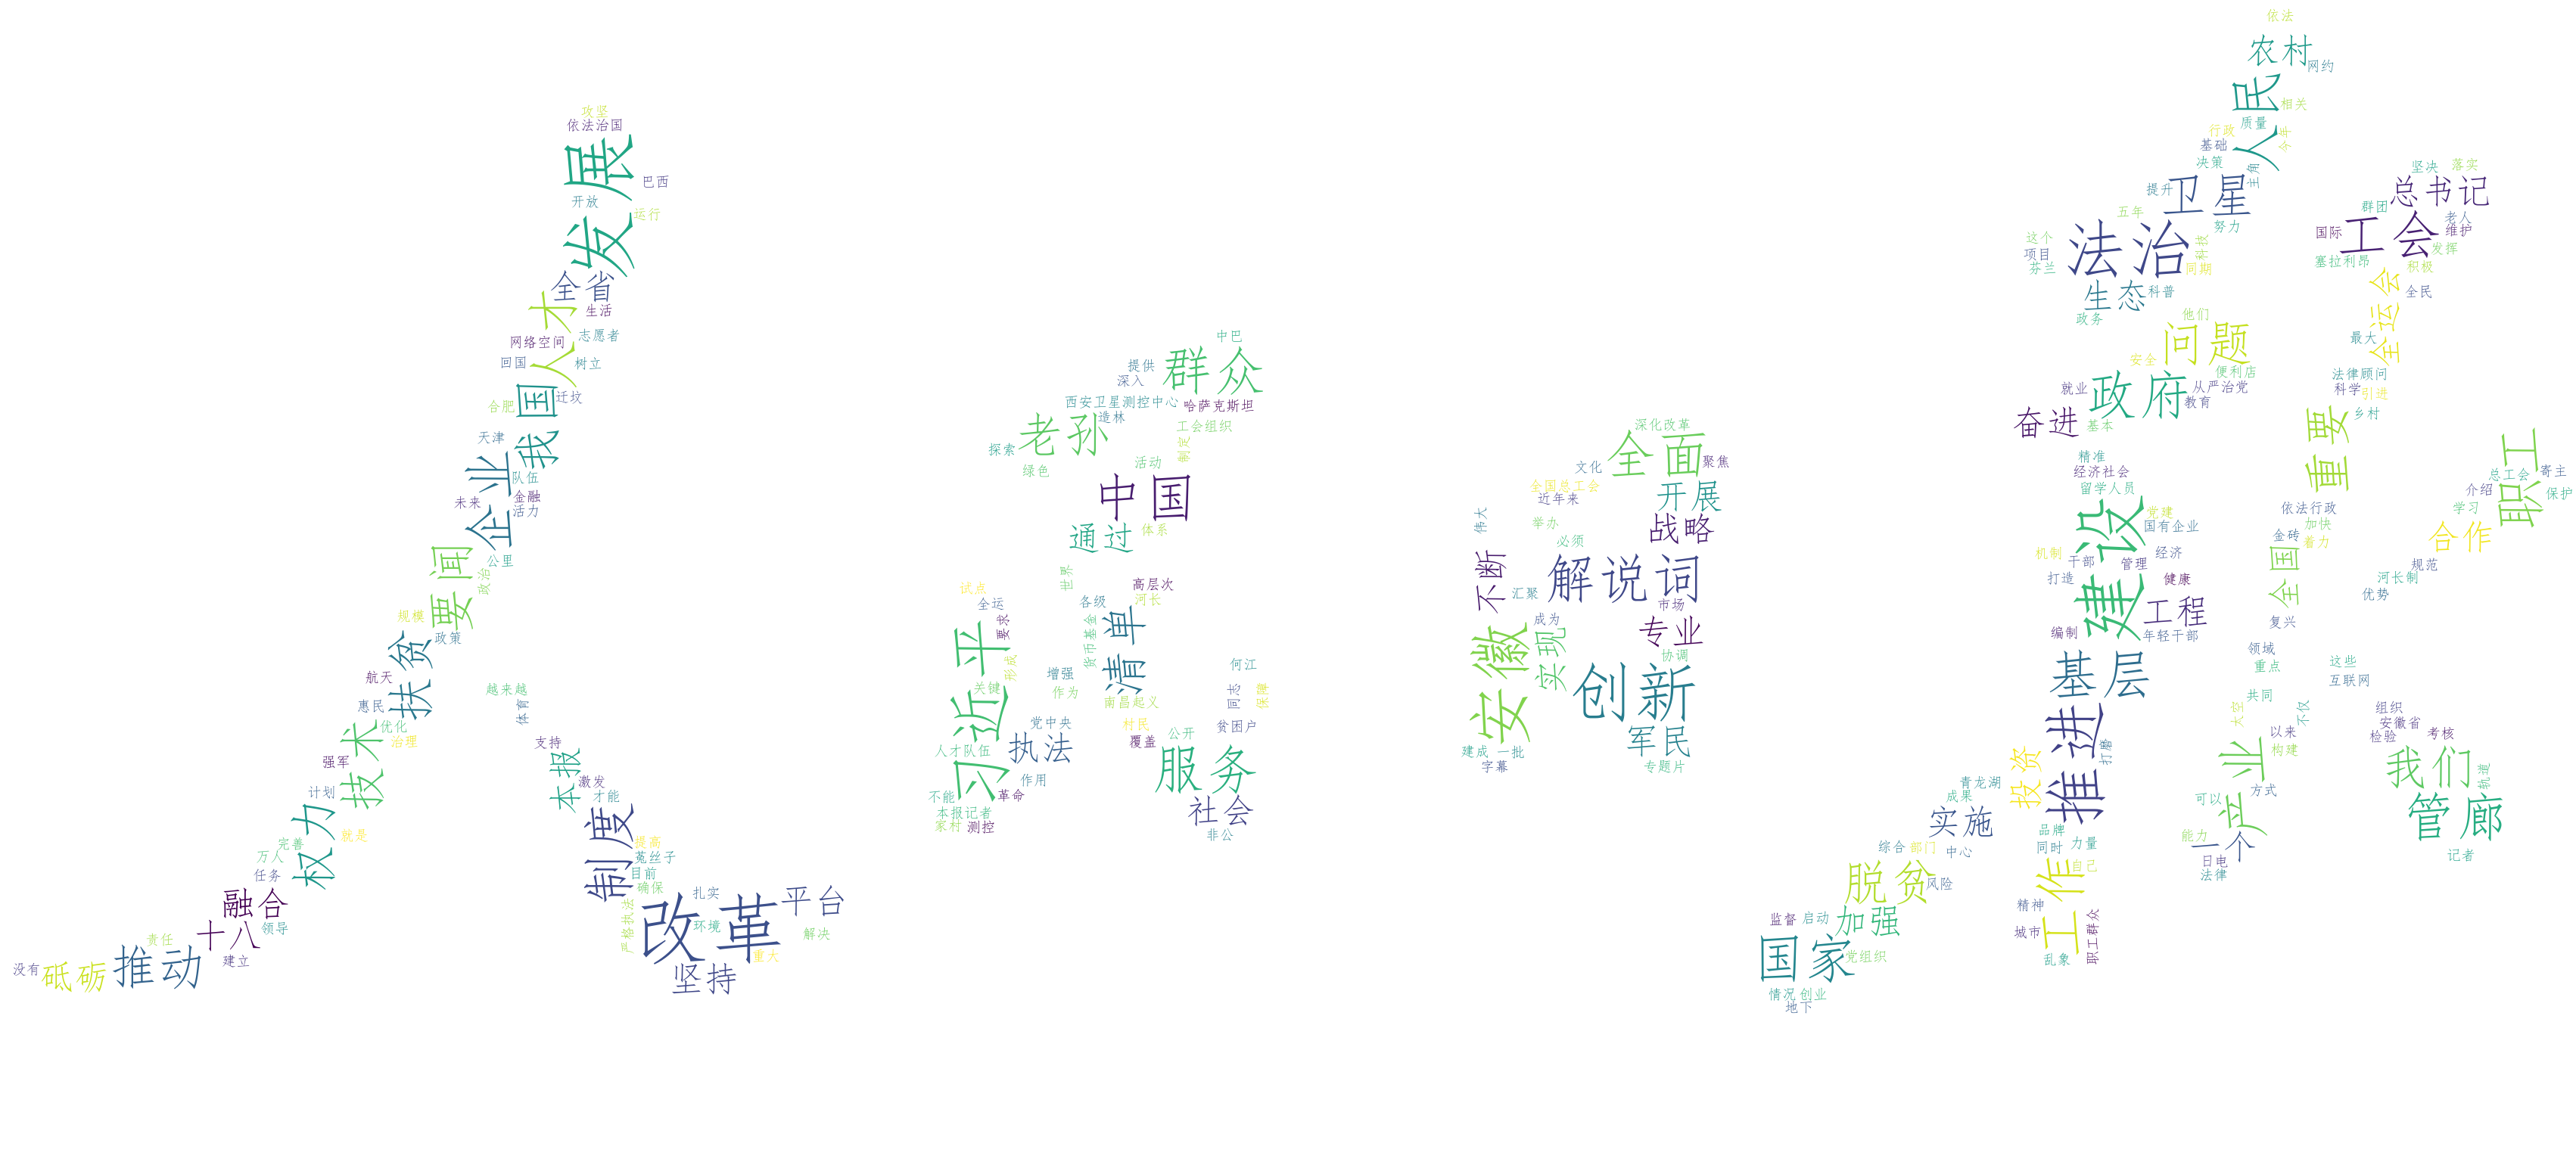 攻坚
依法治国
发展
巴西
开放
运行
全省
人才
生活
志愿者
网络空间
回国
树立
我国
迁坟
合肥
天津
企业
队伍
未来
金融
活力
公里
要闻
政治
规模
政策
扶贫
航天
惠民
优化
技术
治理
强军
计划
权力
就是
完善
万人
任务
融合
领导
十八
建立
责任
推动
砥砺
没有
越来越
体育
支持
本报
激发
才能
制度
提高
菟丝子
目前
确保
扎实
平台
改革
环境
严格执法
解决
重大
坚持
中巴
群众
提供
深入
西安卫星测控中心
哈萨克斯坦
造林
老孙
工会组织
探索
制定
绿色
活动
中国
体系
通过
世界
高层次
河长
试点
全运
各级
习近平
要求
货币基金
清单
形成
增强
关键
作为
南昌起义
何江
同志
保障
贫困户
党中央
村民
覆盖
公开
人才队伍
执法
服务
作用
不能
革命
本报记者
家村
测控
社会
非公
深化改革
全面
聚焦
文化
全国总工会
近年来
开展
伟大
举办
战略
必须
不断
解说词
汇聚
市场
成为
专业
安徽
实现
协调
创新
军民
建成
一批
字幕
专题片
依法
农村
网约
人民
相关
质量
行政
今年
基础
决策
主角
提升
卫星
五年
努力
法治
这个
科技
项目
芬兰
同期
生态
科普
政务
他们
问题
安全
便利店
就业
政府
从严治党
教育
奋进
基本
精准
经济社会
留学人员
建设
党建
国有企业
机制
干部
管理
经济
打造
健康
工程
编制
年轻干部
基层
推进
打磨
投资
青龙湖
成果
实施
品牌
同时
力量
综合
部门
中心
工作
自己
脱贫
风险
监督
启动
加强
精神
城市
职工群众
国家
党组织
乱象
情况
创业
地下
坚决
落实
总书记
群团
老人
国际
工会
维护
发挥
塞拉利昂
积极
全运会
全民
最大
法律顾问
科学
引进
重要
乡村
职工
总工会
寄主
介绍
保护
依法行政
学习
金砖
加快
着力
合作
全国
规范
河长制
优势
复兴
领域
重点
这些
互联网
共同
太空
不仅
组织
安徽省
以来
检验
考核
产业
构建
我们
轨道
方式
可以
管廊
能力
一个
日电
法律
记者